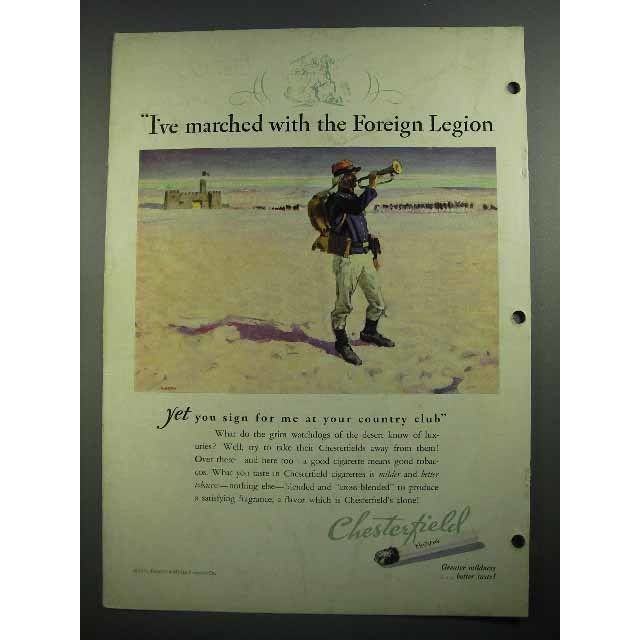 "I've marched with the Foreign Legion
yet you sign for me at your country club"
What do the grim watchdogs of the desert know of lux-
uries? Well, try to take their Chesterfields away from them!
Over there—and here too—a good cigarette means good tobac-
co. What you taste in Chesterfield cigarettes is milder and better
tobacco—nothing else—blended and "cross-blended" to produce
a satisfying fragrance, a flavor which is Chesterfield's alone!
Chesterfield
Greater mildness
. . . better taste!